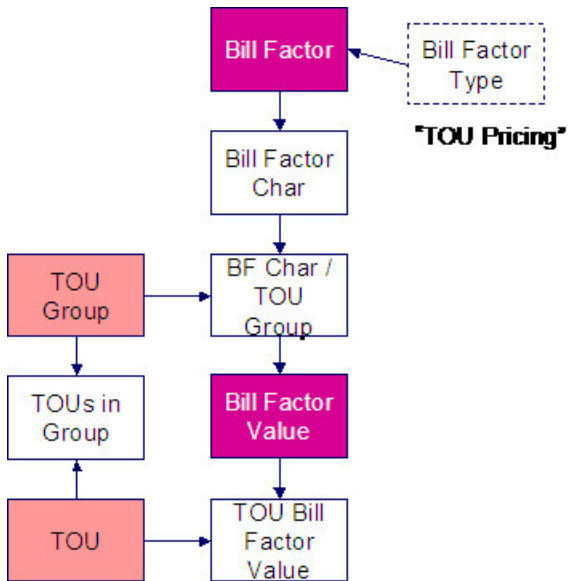 Bill Factor
Bill Factor
Type
"TOU Pricing"
Bill Factor
Char
TOU
Group
BF Char /
TOU
Group
TOUs in
Group
Bill Factor
Value
TOU
TOU Bill
Factor
Value